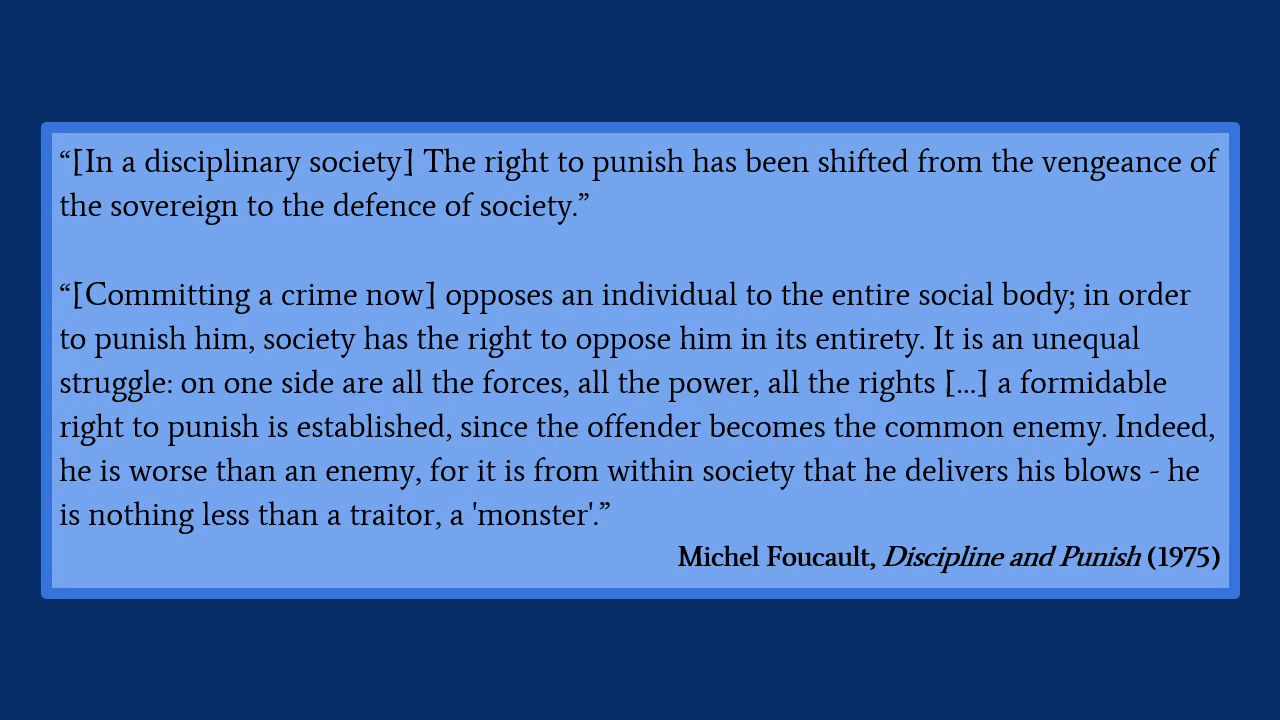 “[In a disciplinary society] The right to punish has been shifted from the vengeance of
the sovereign to the defence of society.”
“[Committing a crime now] opposes an individual to the entire social body; in order
to punish him, society has the right to oppose him in its entirety. It is an unequal
struggle: on one side are all the forces, all the power, all the rights [...] a formidable
right to punish is established, since the offender becomes the common enemy. Indeed,
he is worse than an enemy, for it is from within society that he delivers his blows - he
is nothing less than a traitor, a 'monster'.”
Michel Foucault, Discipline and Punish (1975)